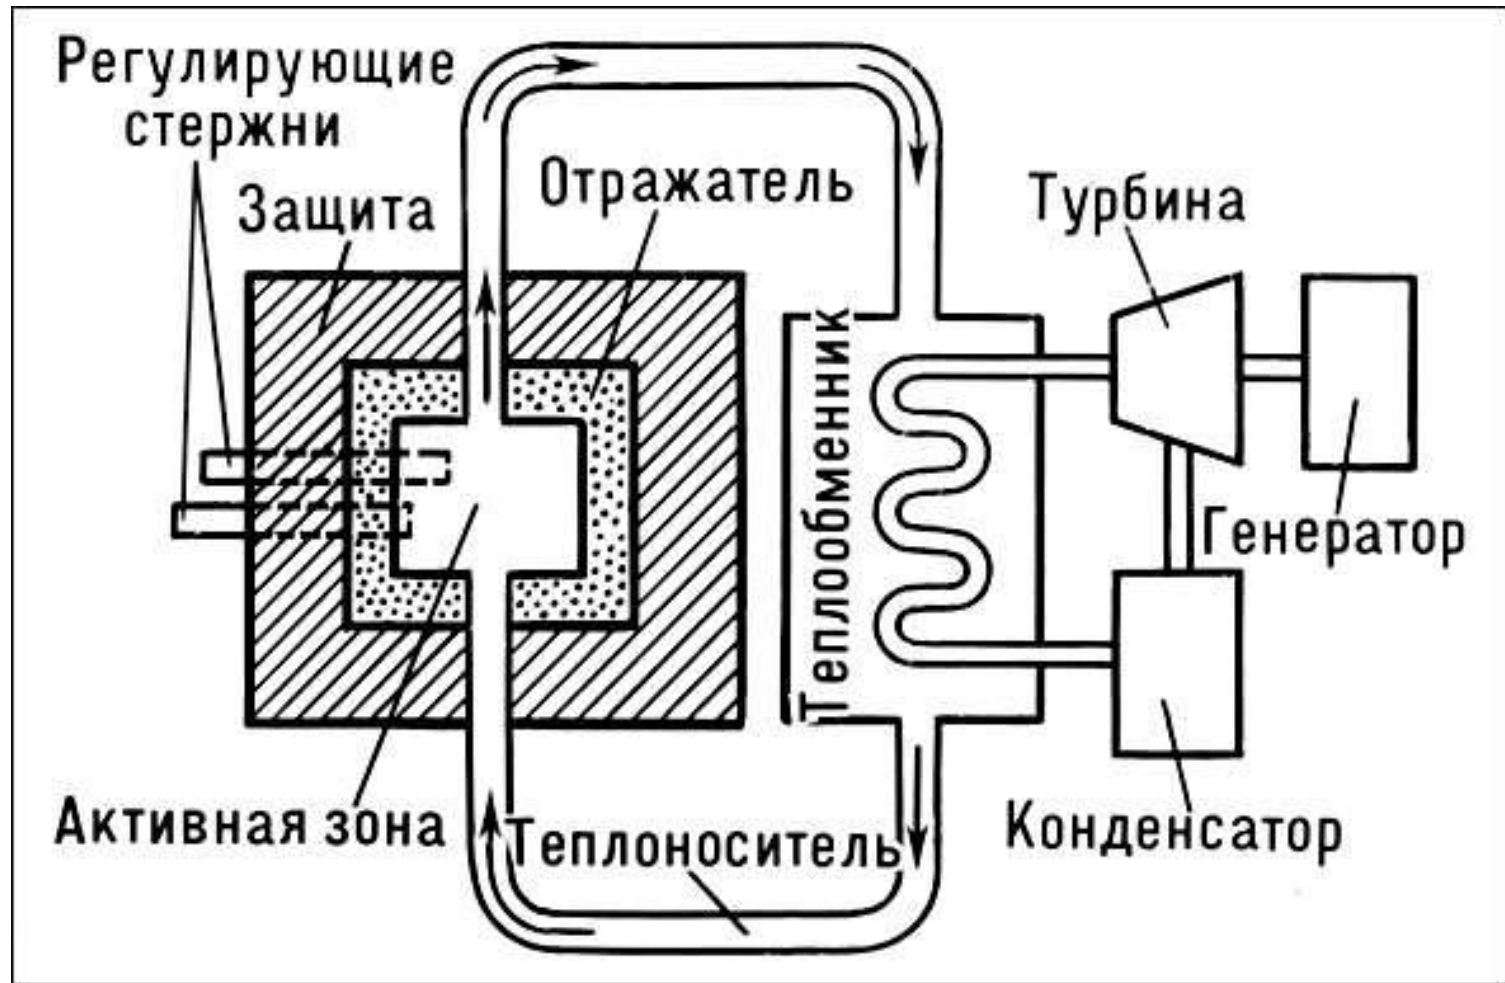 Регулирующие
стержни
Защита
Отражатель
Турбина
Теплообменник
Генератор
Активная зона
Теплоноситель
Конденсатор